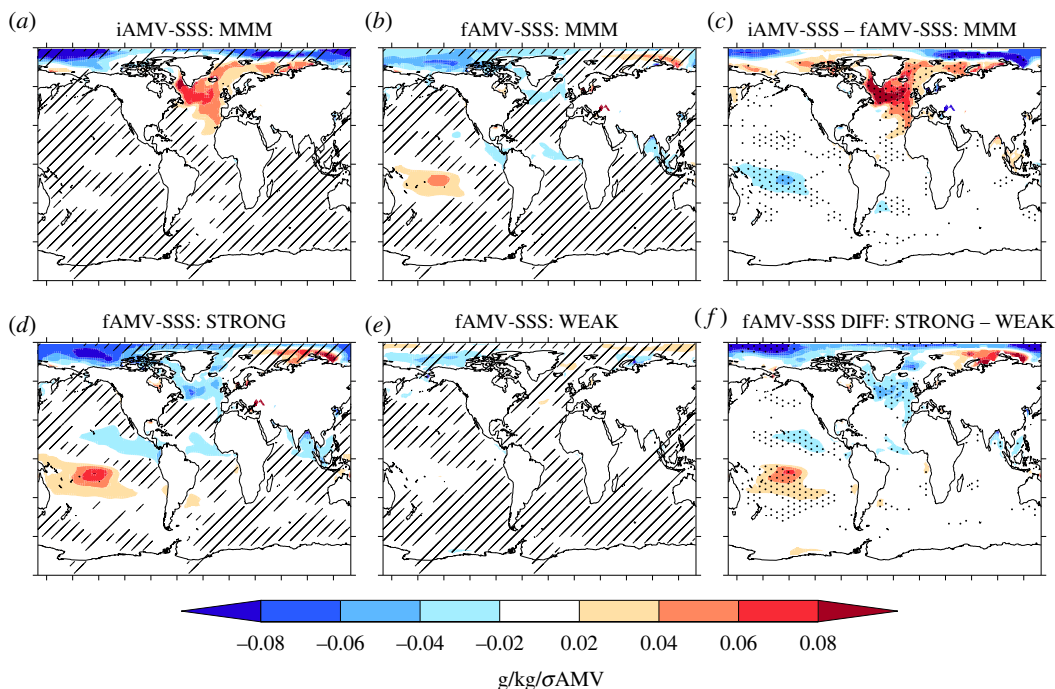 (a) iAMV-SSS: MMM
(b) fAMV-SSS: MMM
(c) iAMV-SSS – fAMV-SSS: MMM
(d) fAMV-SSS: STRONG
(e) fAMV-SSS: WEAK
(f) fAMV-SSS DIFF: STRONG – WEAK
–0.08 –0.06 –0.04 –0.02 0.02 0.04 0.06 0.08
g/kg/σAMV